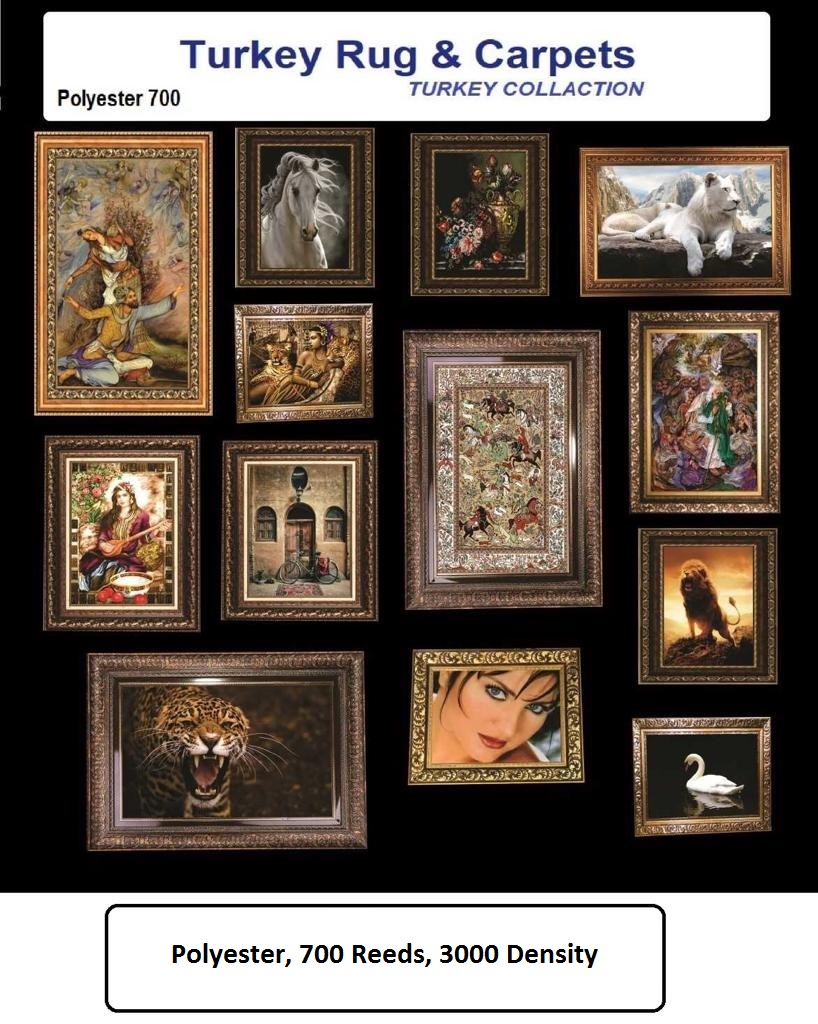 Turkey Rug & Carpets
TURKEY COLLACTION
Polyester 700
Polyester, 700 Reeds, 3000 Density